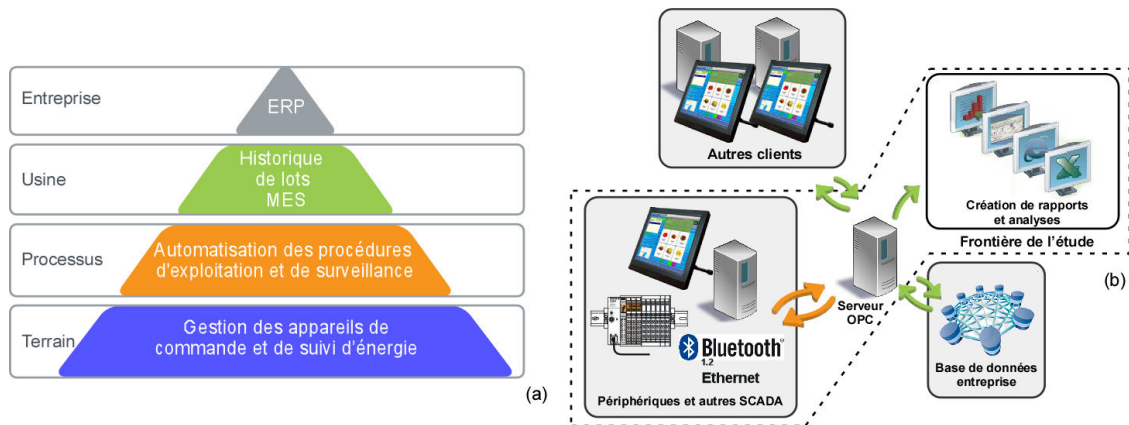 Entreprise
ERP
Usine
Historique
de lots
MES
Processus
Automatisation des procédures
d'exploitation et de surveillance
Terrain
Gestion des appareils de
commande et de suivi d'énergie
(a)
Autres clients
Création de rapports
et analyses
Frontière de l'étude
(b)
Serveur
OPC
Bluetooth
1.2
Ethernet
Périphériques et autres SCADA
Base de données
entreprise